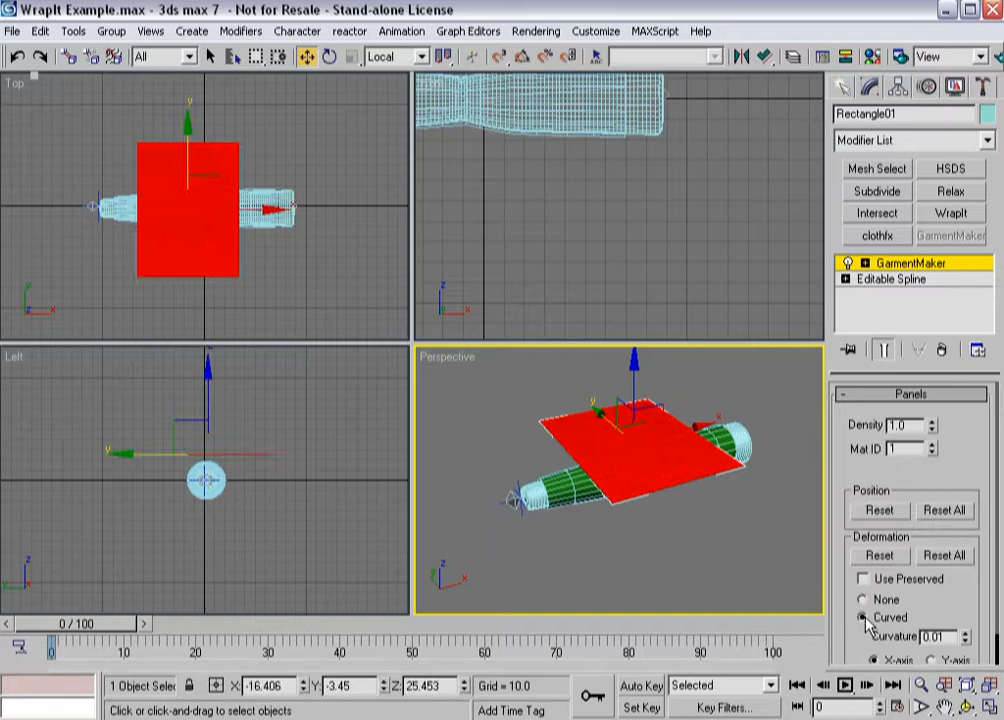 WrapIt Example.max - 3ds max 7 - Not for Resale - Stand-alone License
File Edit Tools Group Views Create Modifiers Character reactor Animation Graph Editors Rendering Customize MAXScript Help
All Local View
Top
y
x
y
z x
Front
z
x
Rectangle01
Modifier List
Mesh Select HSDS
Subdivide Relax
Intersect WrapIt
clothfx GarmentMaker
GarmentMaker
Editable Spline
Left
y
z
y
Perspective
y
x
z
y x
Panels
Density 1.0
Mat ID 1
Position
Reset Reset All
Deformation
Reset Reset All
Use Preserved
None
Curved
Curvature 0.01
X-axis Y-axis
0 / 100
0 10 20 30 40 50 60 70 80 90 100
1 Object Selec X: -16.406 Y: -3.45 Z: 25.453 Grid = 10.0 Auto Key Selected
Click or click-and-drag to select objects Add Time Tag Set Key Key Filters... 0